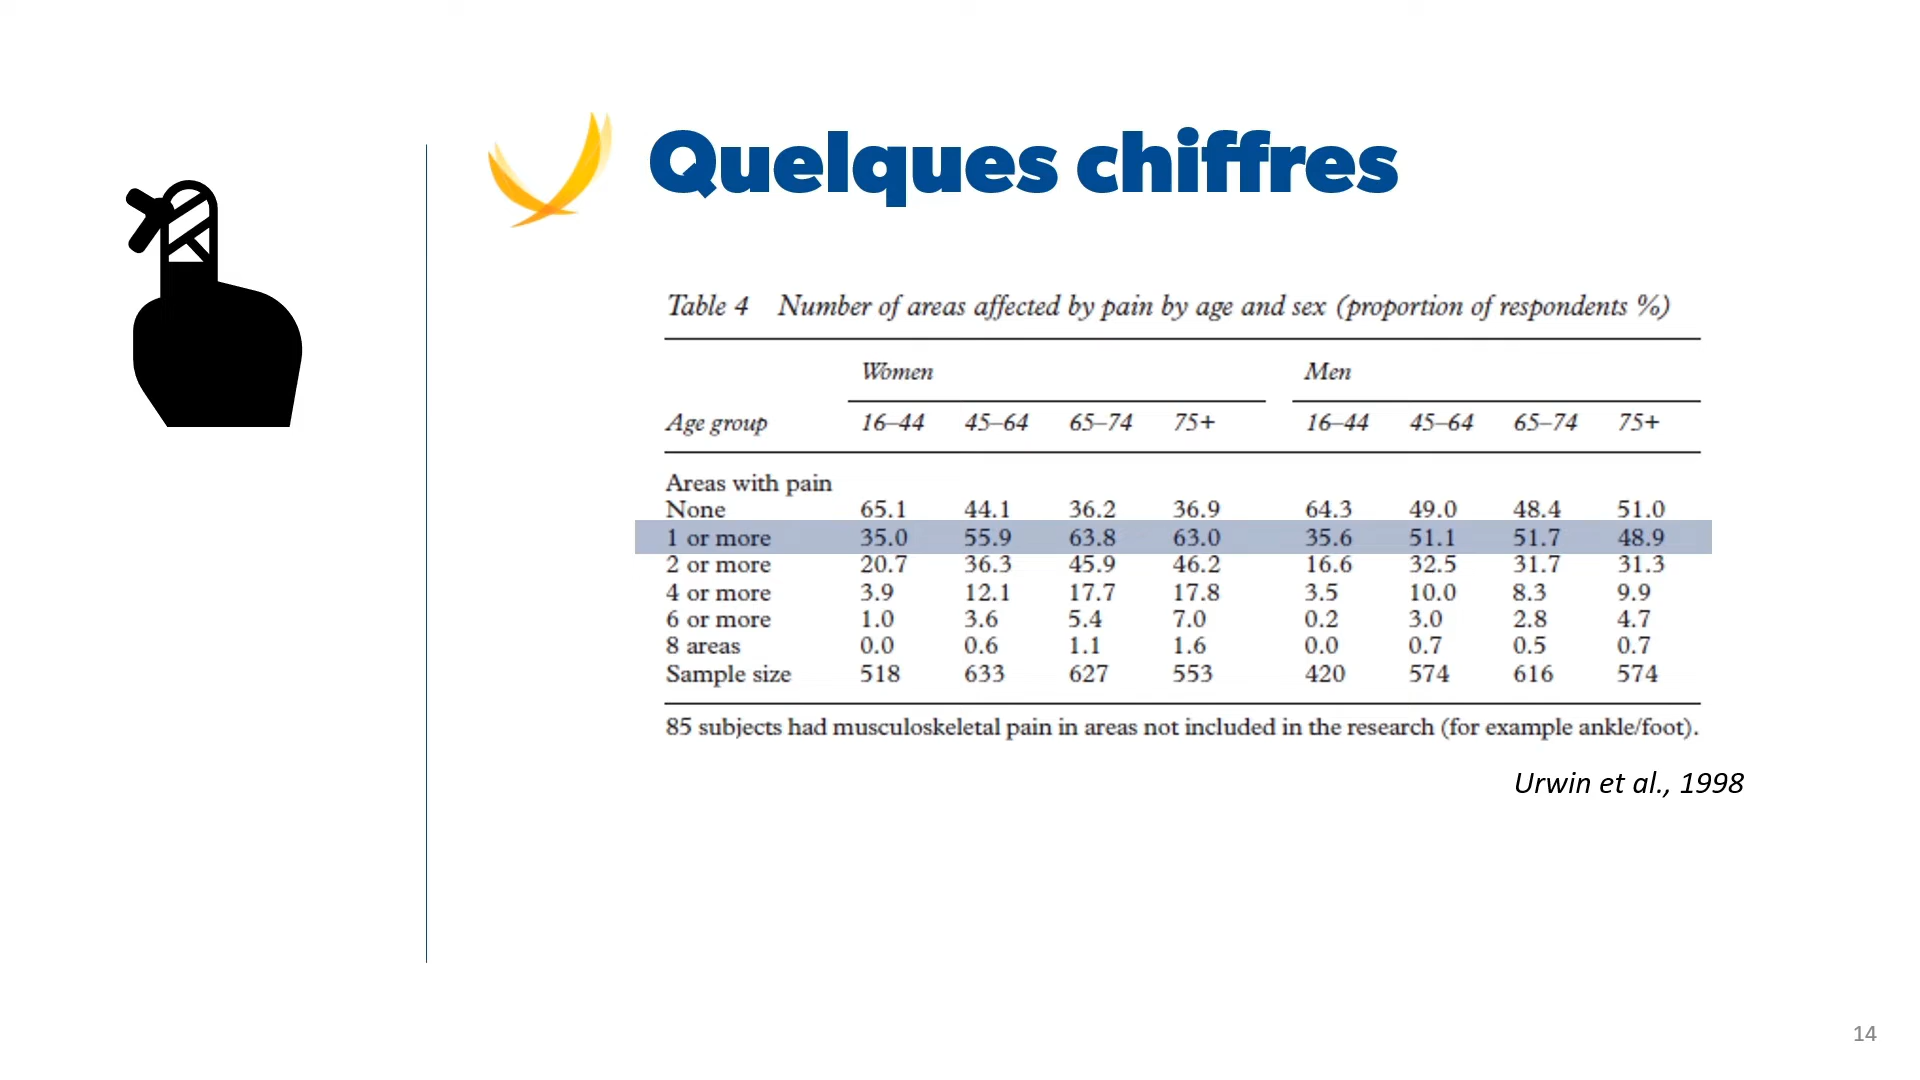 Quelques chiffres
Table 4 Number of areas affected by pain by age and sex (proportion of respondents %)
Women Men
Age group 16–44 45–64 65–74 75+ 16–44 45–64 65–74 75+
Areas with pain
None 65.1 44.1 36.2 36.9 64.3 49.0 48.4 51.0
1 or more 35.0 55.9 63.8 63.0 35.6 51.1 51.7 48.9
2 or more 20.7 36.3 45.9 46.2 16.6 32.5 31.7 31.3
4 or more 3.9 12.1 17.7 17.8 3.5 10.0 8.3 9.9
6 or more 1.0 3.6 5.4 7.0 0.2 3.0 2.8 4.7
8 areas 0.0 0.6 1.1 1.6 0.0 0.7 0.5 0.7
Sample size 518 633 627 553 420 574 616 574
85 subjects had musculoskeletal pain in areas not included in the research (for example ankle/foot).
Urwin et al., 1998
14